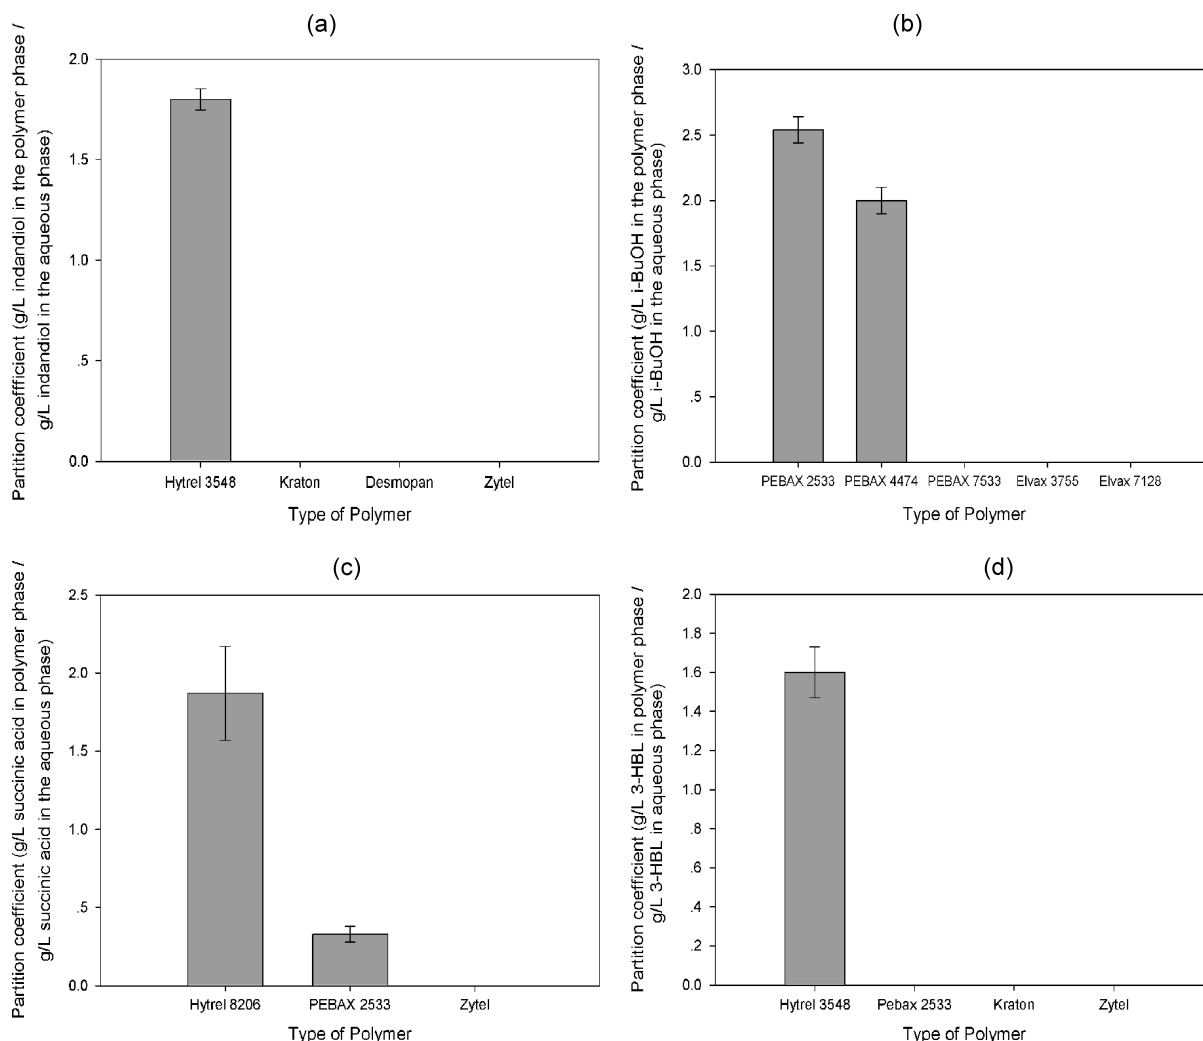 (a)
Partition coeffficient (g/L indandiol in the polymer phase /
g/L indandiol in the aqueous phase)
2.0
1.5
1.0
.5
0.0
Hytrel 3548 Kraton Desmopan Zytel
Type of Polymer
(b)
Partition coefficient (g/L i-BuOH in the polymer phase /
g/L i-BuOH in the aqueous phase)
3.0
2.5
2.0
1.5
1.0
.5
0.0
PEBAX 2533 PEBAX 4474 PEBAX 7533 Elvax 3755 Elvax 7128
Type of Polymer
(c)
Partition coefficient (g/L succinic acid in polymer phase /
g/L succinic acid in the aqueous phase)
2.5
2.0
1.5
1.0
.5
0.0
Hytrel 8206 PEBAX 2533 Zytel
Type of Polymer
(d)
Partition coefficient (g/L 3-HBL in polymer phase /
g/L 3-HBL in aqueous phase)
2.0
1.8
1.6
1.4
1.2
1.0
.8
.6
.4
.2
0.0
Hytrel 3548 Pebax 2533 Kraton Zytel
Type of Polymer